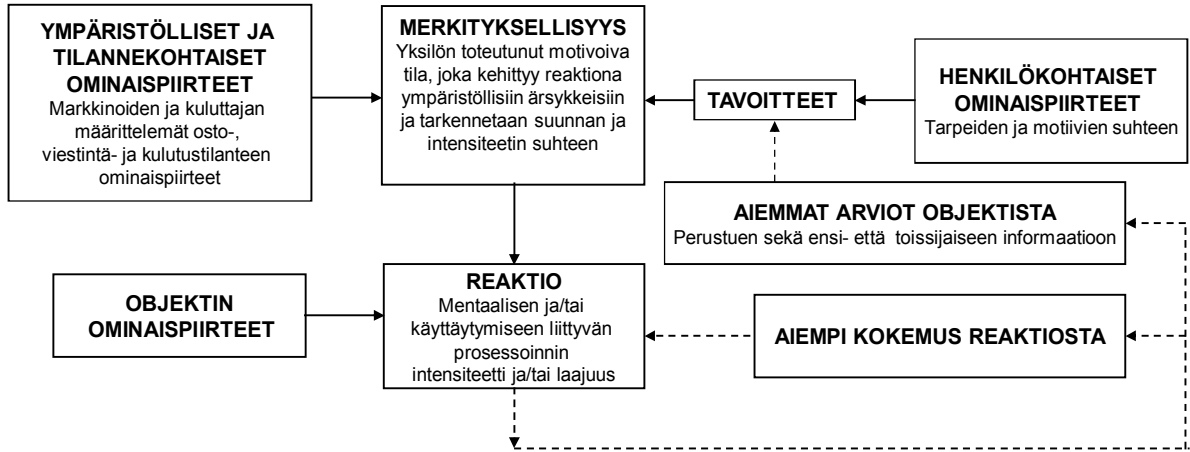 YMPÄRISTÖLLISET JA
TILANNEKOHTAISET
OMINAISPIIRTEET
Markkinoiden ja kuluttajan
määrittelemät osto-,
viestintä- ja kulutustilanteen
ominaispiirteet
MERKITYKSELLISYYS
Yksilön toteutunut motivoiva
tila, joka kehittyy reaktiona
ympäristöllisiin ärsykkeisiin
ja tarkennetaan suunnan ja
intensiteetin suhteen
TAVOITTEET
HENKILÖKOHTAISET
OMINAISPIIRTEET
Tarpeiden ja motiivien suhteen
AIEMMAT ARVIOT OBJEKTISTA
Perustuen sekä ensi- että toissijaiseen informaatioon
OBJEKTIN
OMINAISPIIRTEET
REAKTIO
Mentaalisen ja/tai
käyttäytymiseen liittyvän
prosessoinnin
intensiteetti ja/tai laajuus
AIEMPI KOKEMUS REAKTIOSTA